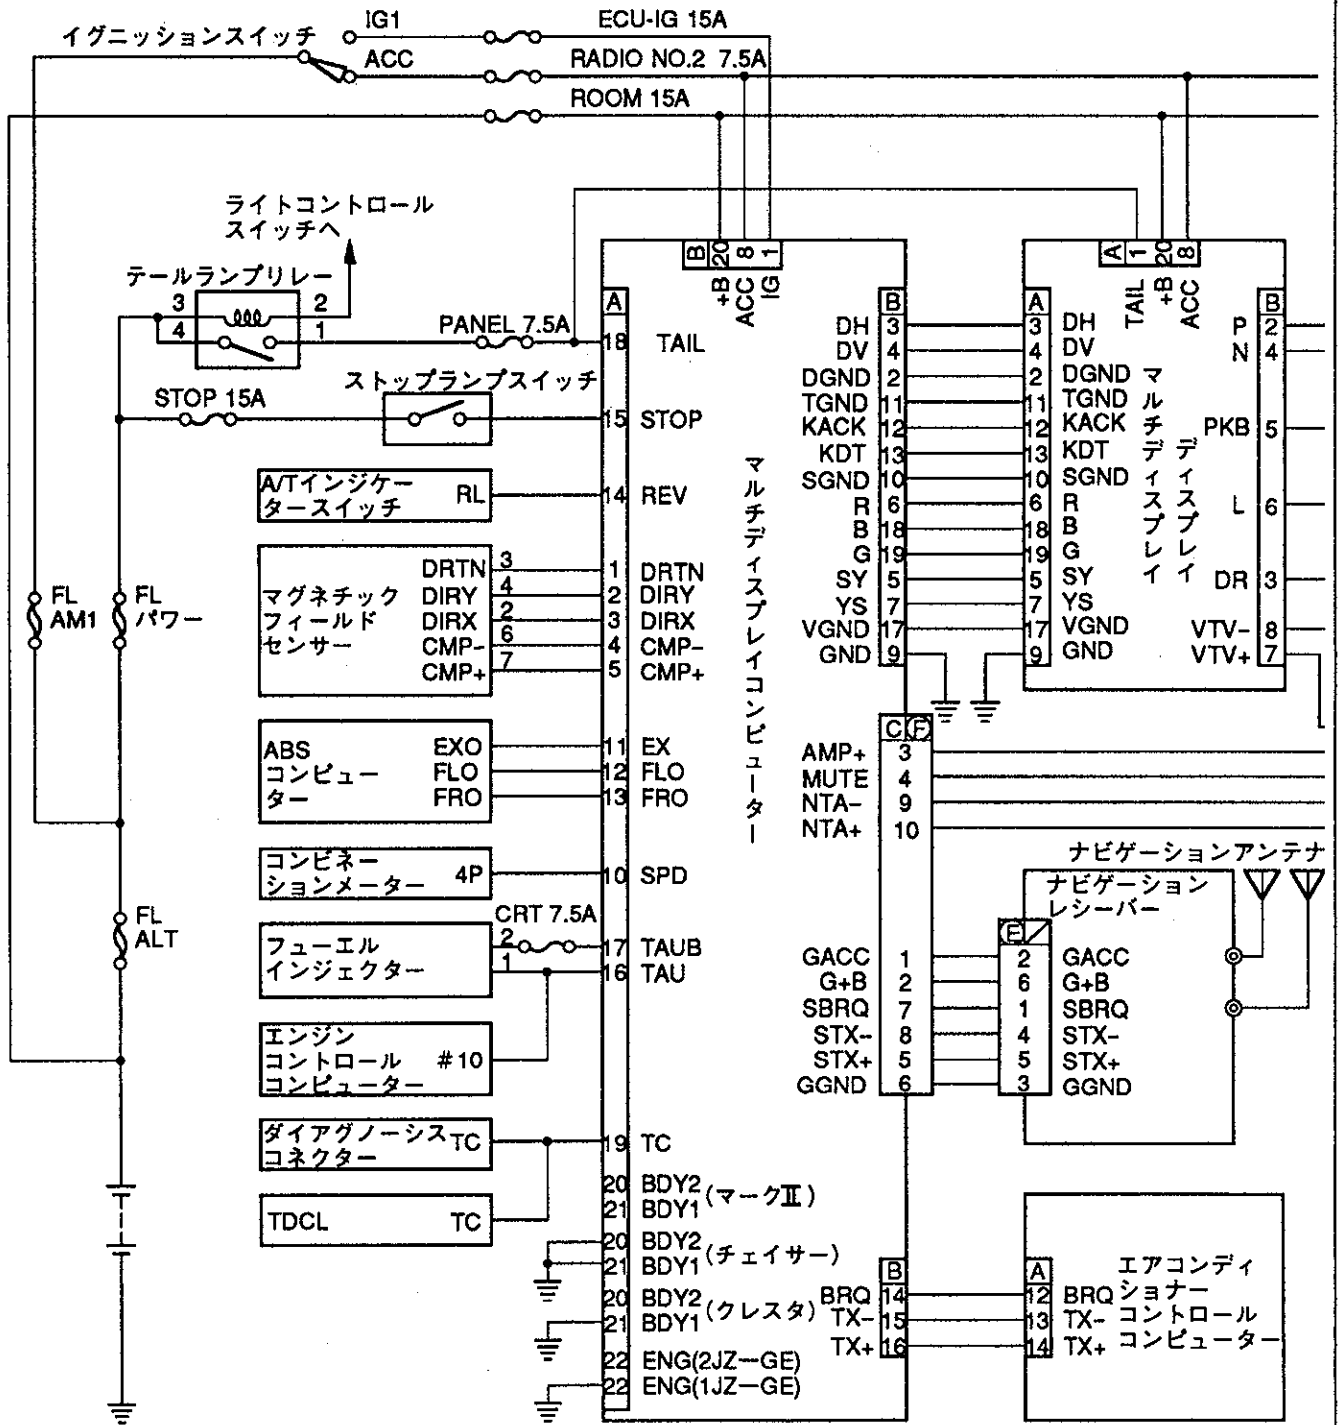 イグニッションスイッチ
IG1
ECU-IG 15A
ACC
RADIO NO.2 7.5A
ROOM 15A
ライトコントロール
スイッチへ
テールランプリレー
3 2
4 1
PANEL 7.5A
ストップランプスイッチ
STOP 15A
FL
AM1
FL
パワー
FL
ALT
A/Tインジケー
タースイッチ
RL
マグネチック
フィールド
センサー
DRTN 3
DIRY 4
DIRX 2
CMP- 6
CMP+ 7
ABS
コンピュー
ター
EXO
FLO
FRO
コンビネー
ションメーター
4P
CRT 7.5A
フューエル
インジェクター
2
1
エンジン
コントロール
コンピューター
#10
ダイアグノーシス
コネクター
TC
TDCL TC
B 20 8 1
+B ACC IG
A
18 TAIL
15 STOP
14 REV
1 DRTN
2 DIRY
3 DIRX
4 CMP-
5 CMP+
11 EX
12 FLO
13 FRO
10 SPD
17 TAUB
16 TAU
19 TC
20 BDY2
21 BDY1
(マークⅡ)
20 BDY2
21 BDY1
(チェイサー)
20 BDY2
21 BDY1
(クレスタ)
22 ENG(2JZ-GE)
22 ENG(1JZ-GE)
マルチディスプレイコンピューター
B
DH 3
DV 4
DGND 2
TGND 11
KACK 12
KDT 13
SGND 10
R 6
B 18
G 19
SY 5
YS 7
VGND 17
GND 9
C F
AMP+ 3
MUTE 4
NTA- 9
NTA+ 10
GACC 1
G+B 2
SBRQ 7
STX- 8
STX+ 5
GGND 6
B
BRQ 14
TX- 15
TX+ 16
A 1 20 8
TAIL +B ACC
A
3 DH
4 DV
2 DGND
11 TGND
12 KACK
13 KDT
10 SGND
6 R
18 B
19 G
5 SY
7 YS
17 VGND
9 GND
マルチディスプレイ
ディスプレイ
B
P 2
N 4
PKB 5
L 6
DR 3
VTV- 8
VTV+ 7
ナビゲーションアンテナ
ナビゲーション
レシーバー
E
2 GACC
6 G+B
1 SBRQ
4 STX-
5 STX+
3 GGND
A
12 BRQ
13 TX-
14 TX+
エアコンディ
ショナー
コントロール
コンピューター